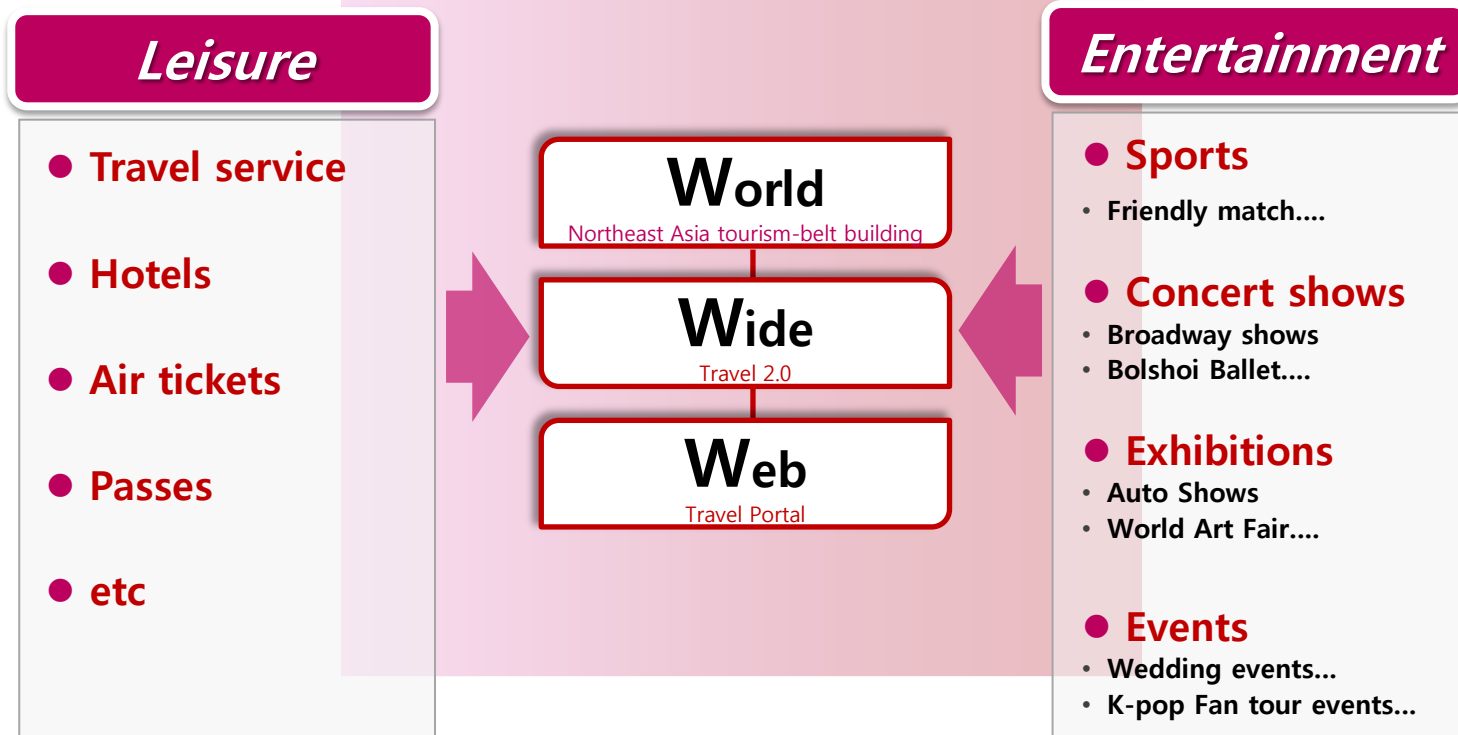 Leisure
Travel service
Hotels
Air tickets
Passes
etc
World
Northeast Asia tourism-belt building
Wide
Travel 2.0
Web
Travel Portal
Entertainment
Sports
Friendly match....
Concert shows
Broadway shows
Bolshoi Ballet....
Exhibitions
Auto Shows
World Art Fair....
Events
Wedding events...
K-pop Fan tour events...